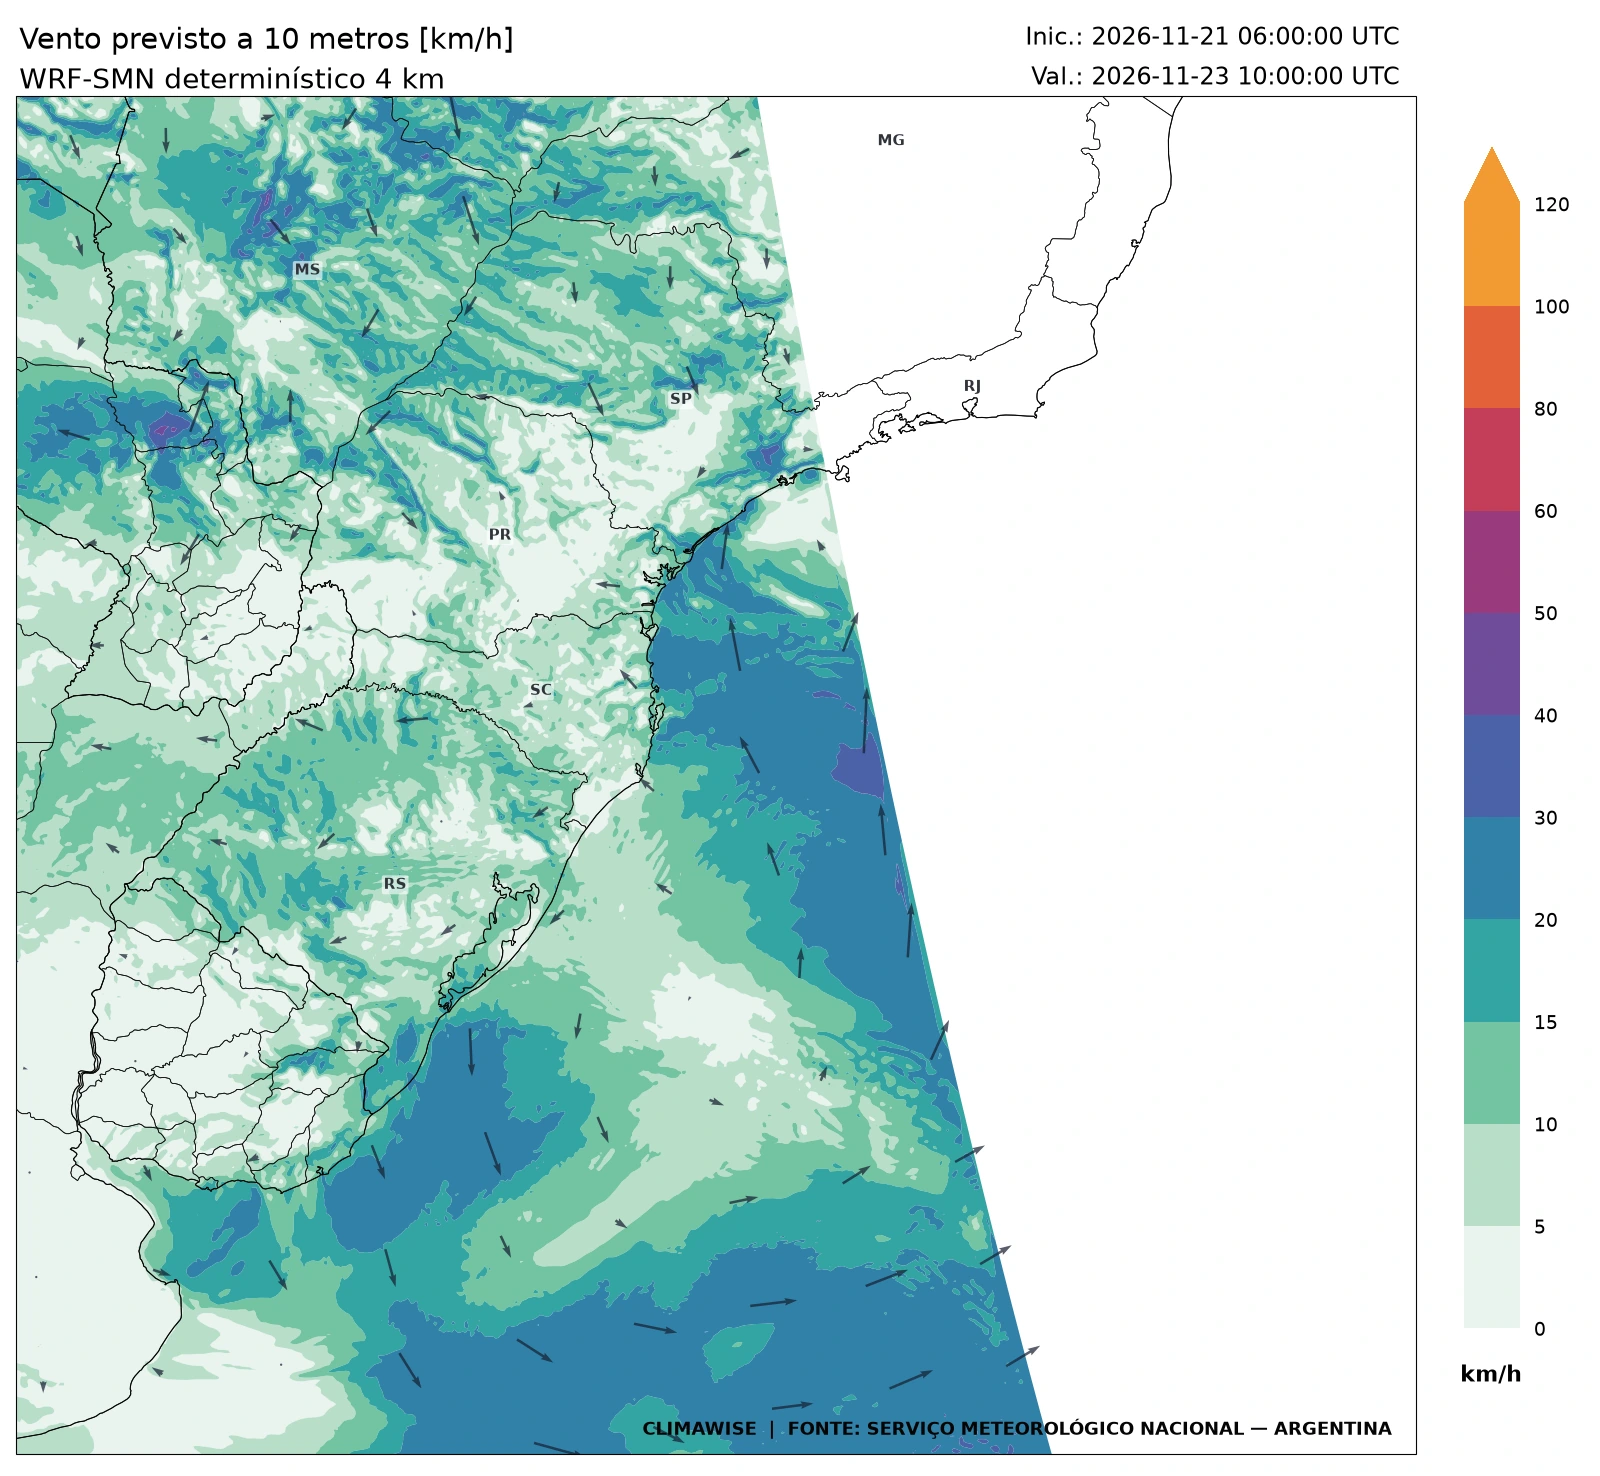 Vento previsto a 10 metros [km/h]
WRF-SMN determinístico 4 km
Inic.: 2026-11-21 06:00:00 UTC
Val.: 2026-11-23 10:00:00 UTC
MG
MS
RJ
SP
PR
SC
RS
120
100
80
60
50
40
30
20
15
10
5
0
km/h
CLIMAWISE | FONTE: SERVIÇO METEOROLÓGICO NACIONAL — ARGENTINA